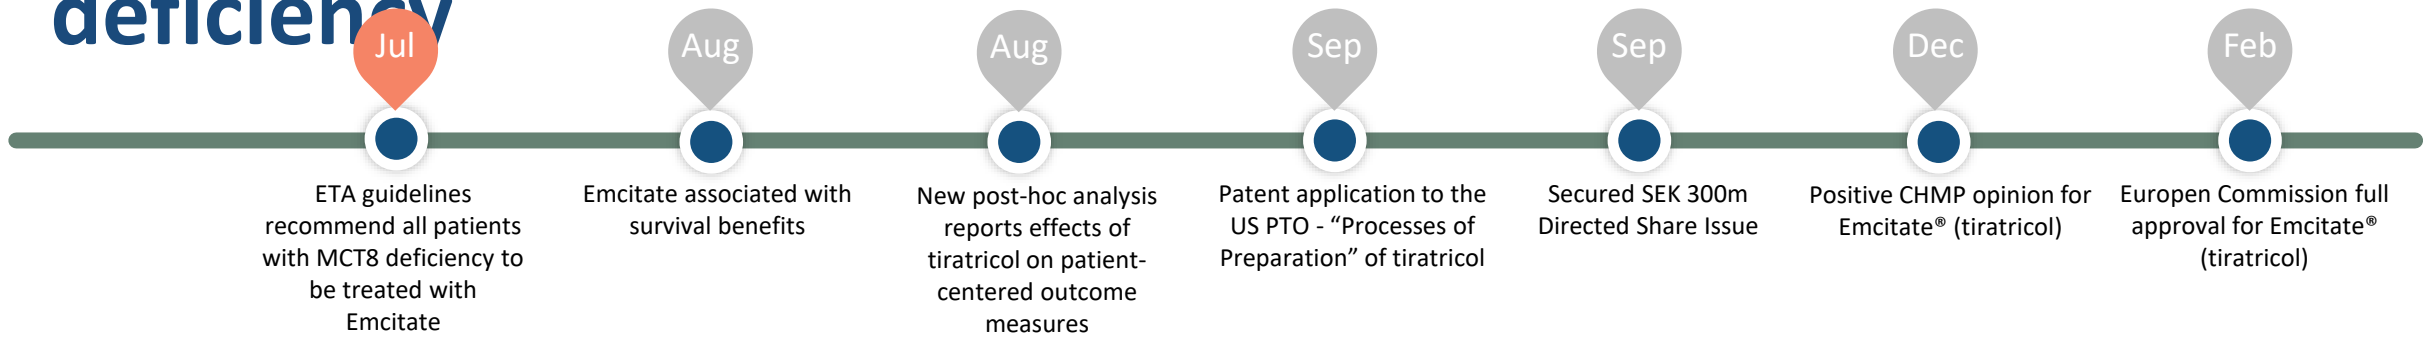 deficiency
Jul
Aug
Aug
Sep
Sep
Dec
Feb
ETA guidelines
recommend all patients
with MCT8 deficiency to
be treated with
Emcitate
Emcitate associated with
survival benefits
New post-hoc analysis
reports effects of
tiratricol on patient-
centered outcome
measures
Patent application to the
US PTO - “Processes of
Preparation” of tiratricol
Secured SEK 300m
Directed Share Issue
Positive CHMP opinion for
Emcitate® (tiratricol)
Europen Commission full
approval for Emcitate®
(tiratricol)